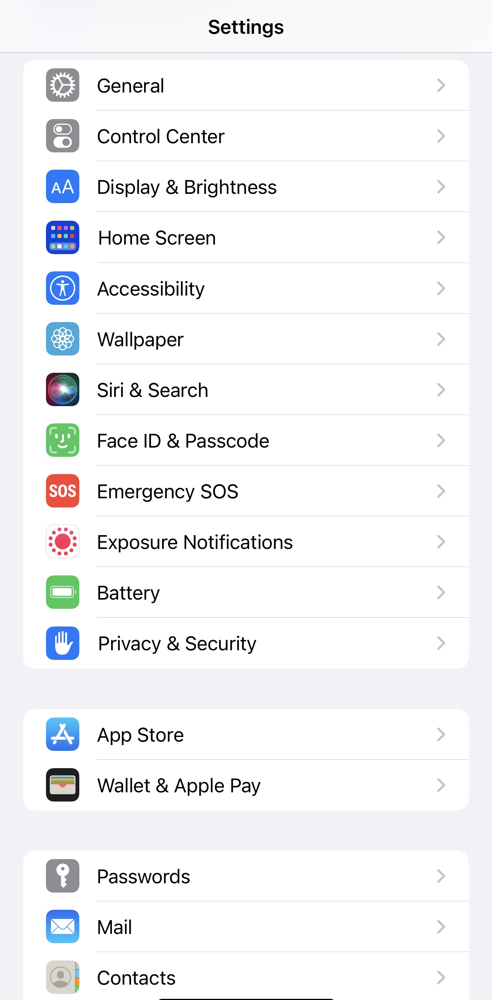 Settings
General
Control Center
AA
Display & Brightness
Home Screen
Accessibility
Wallpaper
Siri & Search
Face ID & Passcode
SOS
Emergency SOS
Exposure Notifications
Battery
Privacy & Security
App Store
Wallet & Apple Pay
Passwords
Mail
Contacts